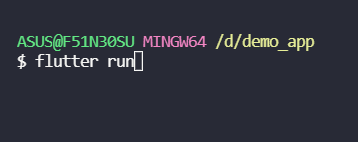 ASUS@F51N30SU MINGW64 /d/demo_app
$ flutter run